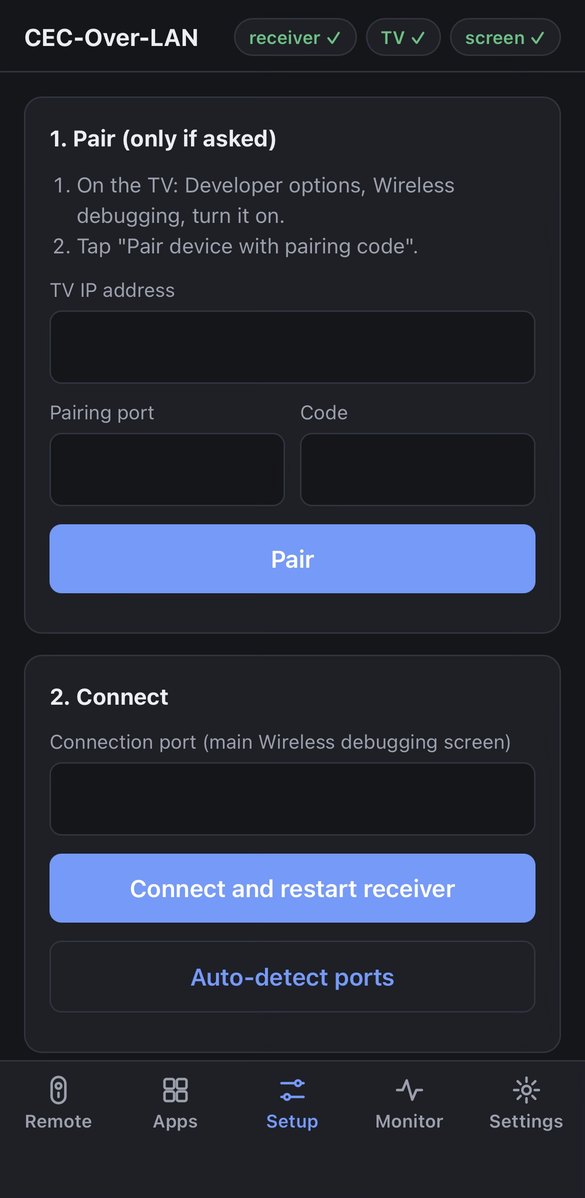 CEC-Over-LAN
receiver ✓
TV ✓
screen ✓
1. Pair (only if asked)
1. On the TV: Developer options, Wireless
debugging, turn it on.
2. Tap "Pair device with pairing code".
TV IP address
Pairing port
Code
Pair
2. Connect
Connection port (main Wireless debugging screen)
Connect and restart receiver
Auto-detect ports
Remote
Apps
Setup
Monitor
Settings